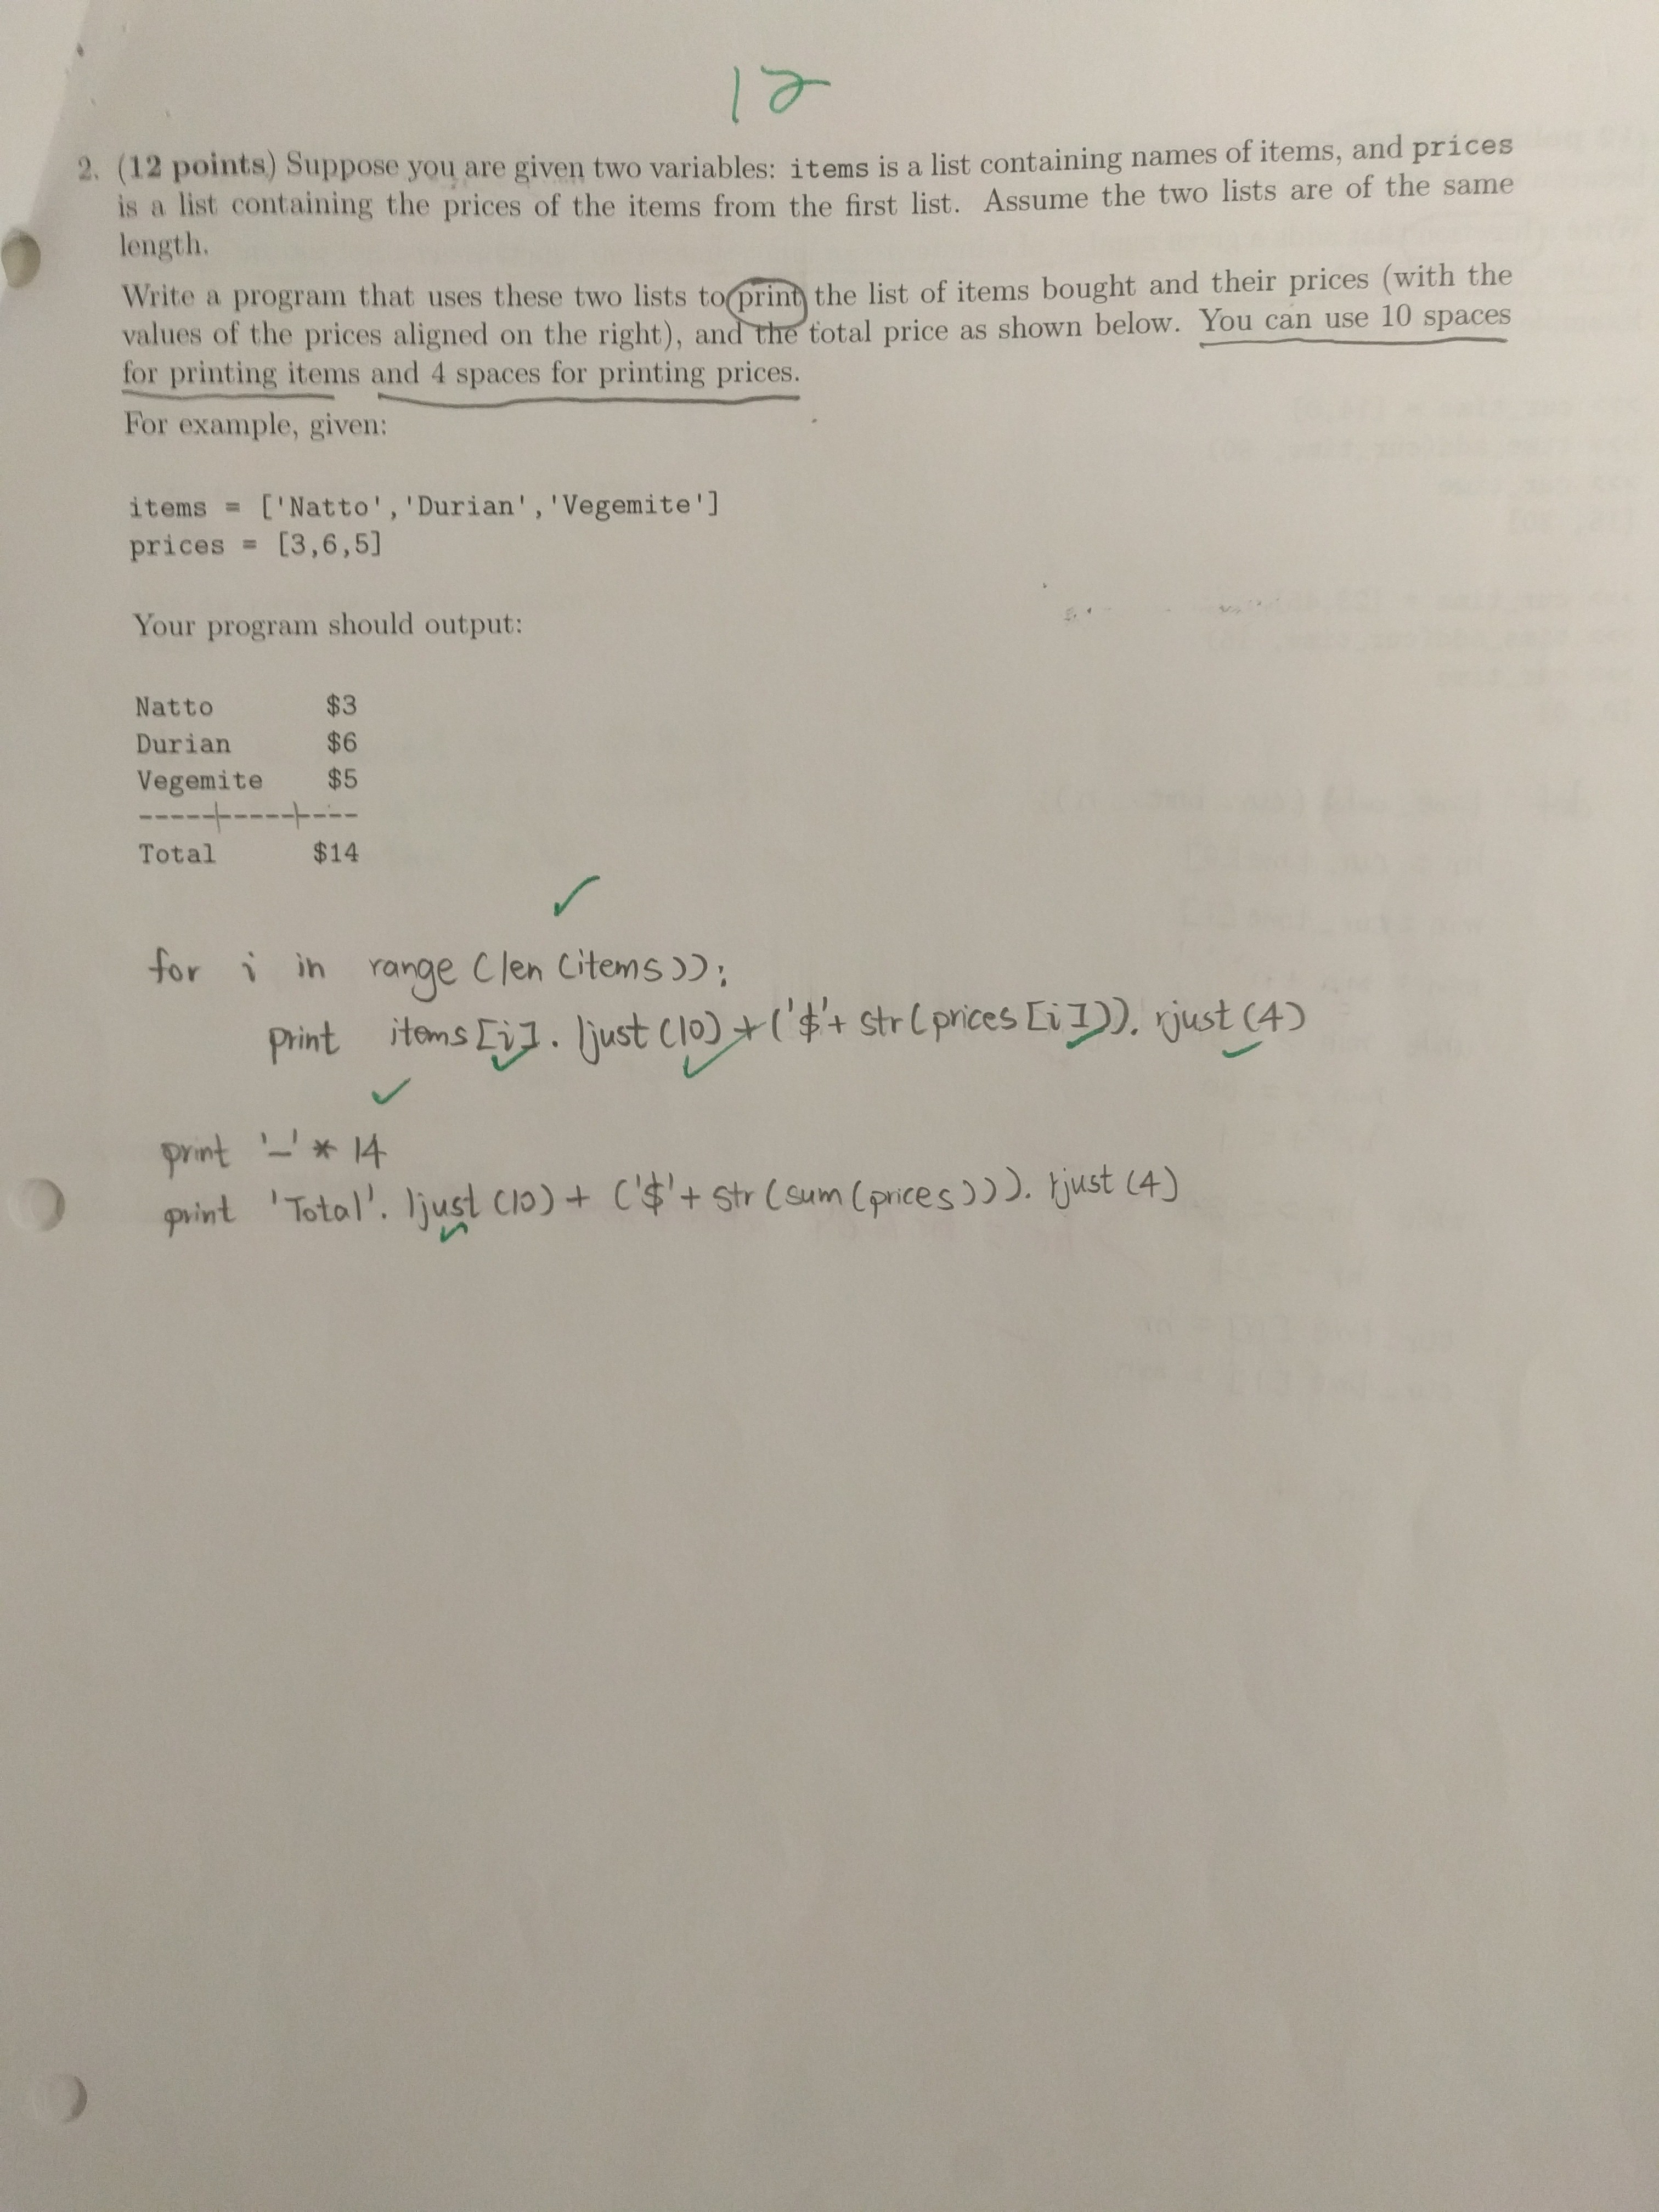 12
2. (12 points) Suppose you are given two variables: items is a list containing names of items, and prices
is a list containing the prices of the items from the first list. Assume the two lists are of the same
length.
Write a program that uses these two lists to print the list of items bought and their prices (with the
values of the prices aligned on the right), and the total price as shown below. You can use 10 spaces
for printing items and 4 spaces for printing prices.
For example, given:
items = ['Natto','Durian','Vegemite']
prices = [3,6,5]
Your program should output:
Natto $3
Durian $6
Vegemite $5
--------------
Total $14
for i in range (len (items)):
print items [i]. ljust (10) + ('$'+ str (prices [i])). rjust (4)
print '-' * 14
print 'Total'. ljust (10) + ('$'+ str (sum (prices))). rjust (4)